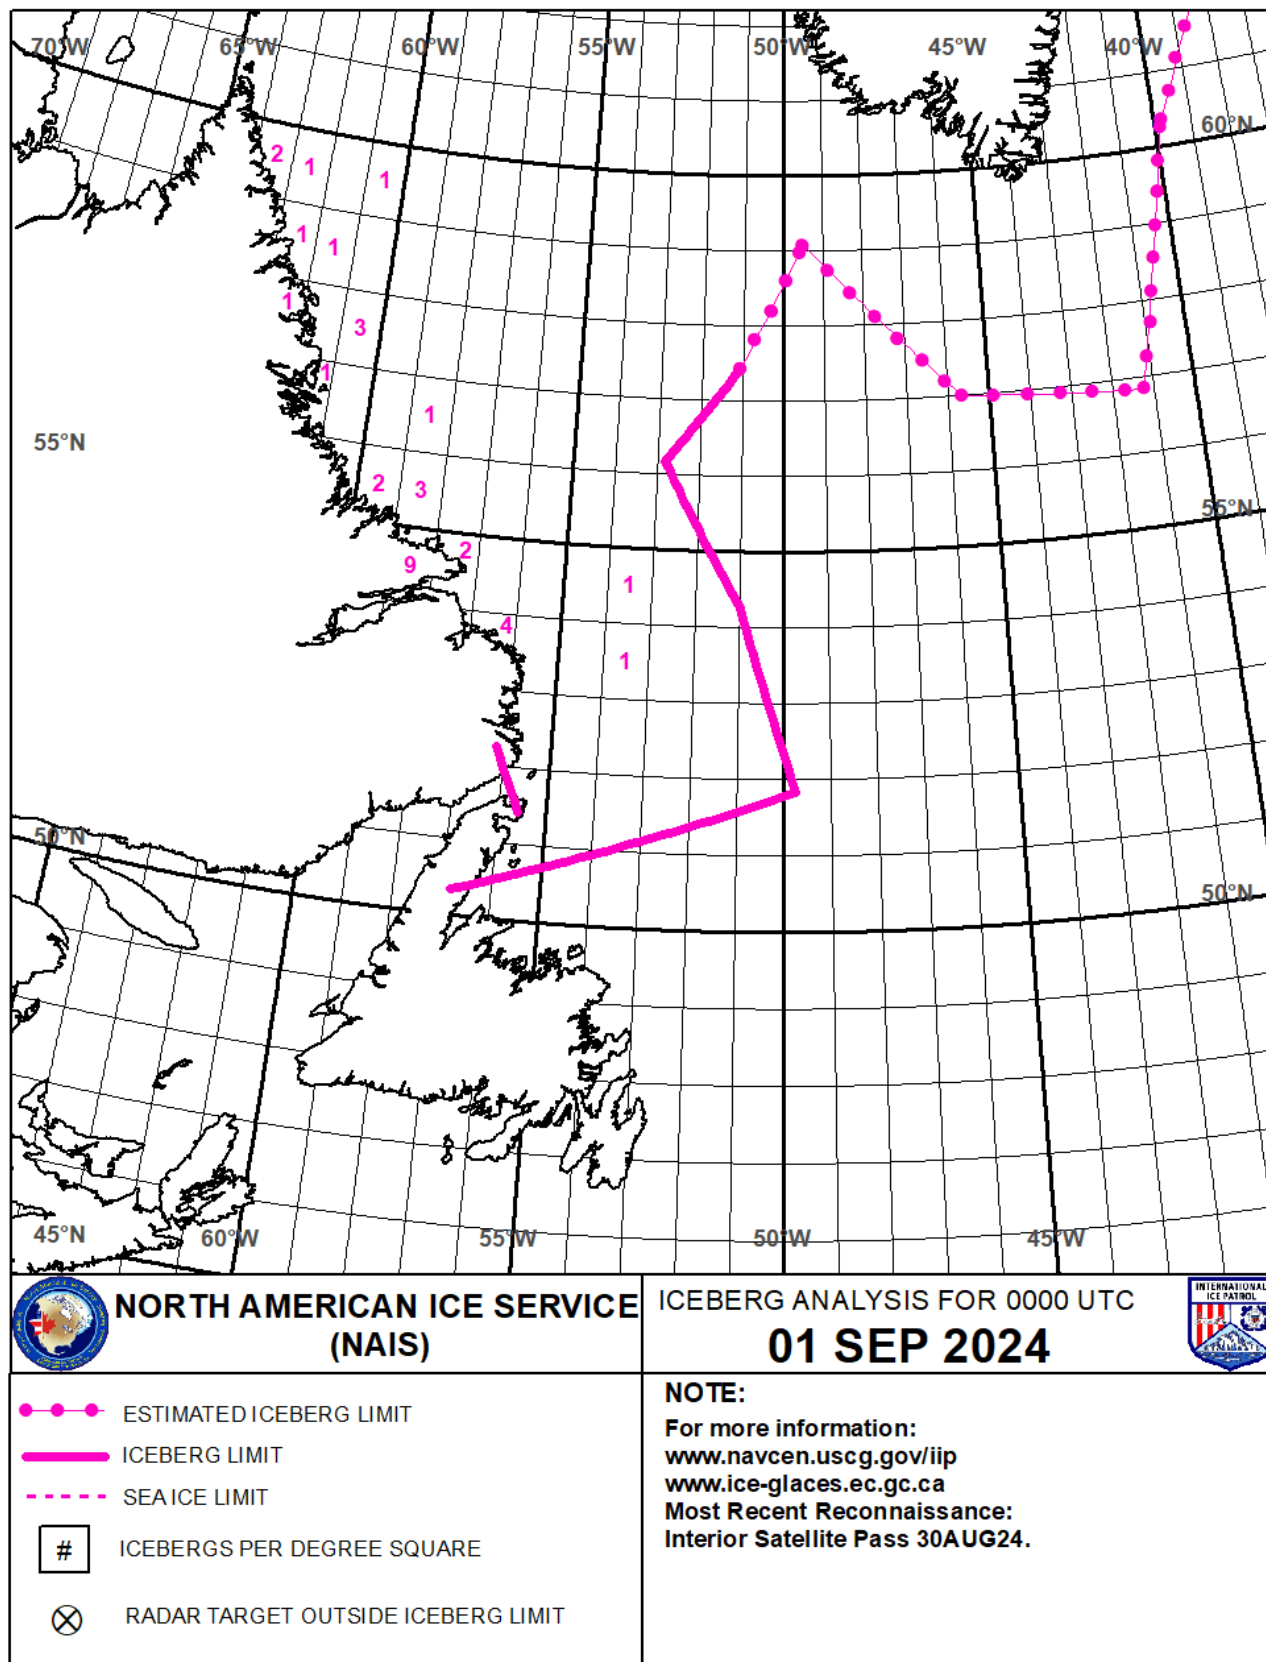 70°W 65°W 60°W 55°W 50°W 45°W 40°W
60°N
2 1 1
1 1
1
3
1
1
55°N
2 3
55°N
2
9
1
4
1
50°N
50°N
45°N 60°W 55°W 50°W 45°W
NORTH AMERICAN ICE SERVICE
(NAIS)
ICEBERG ANALYSIS FOR 0000 UTC
01 SEP 2024
INTERNATIONAL
ICE PATROL
ESTIMATED ICEBERG LIMIT
ICEBERG LIMIT
SEA ICE LIMIT
# ICEBERGS PER DEGREE SQUARE
RADAR TARGET OUTSIDE ICEBERG LIMIT
NOTE:
For more information:
www.navcen.uscg.gov/iip
www.ice-glaces.ec.gc.ca
Most Recent Reconnaissance:
Interior Satellite Pass 30AUG24.